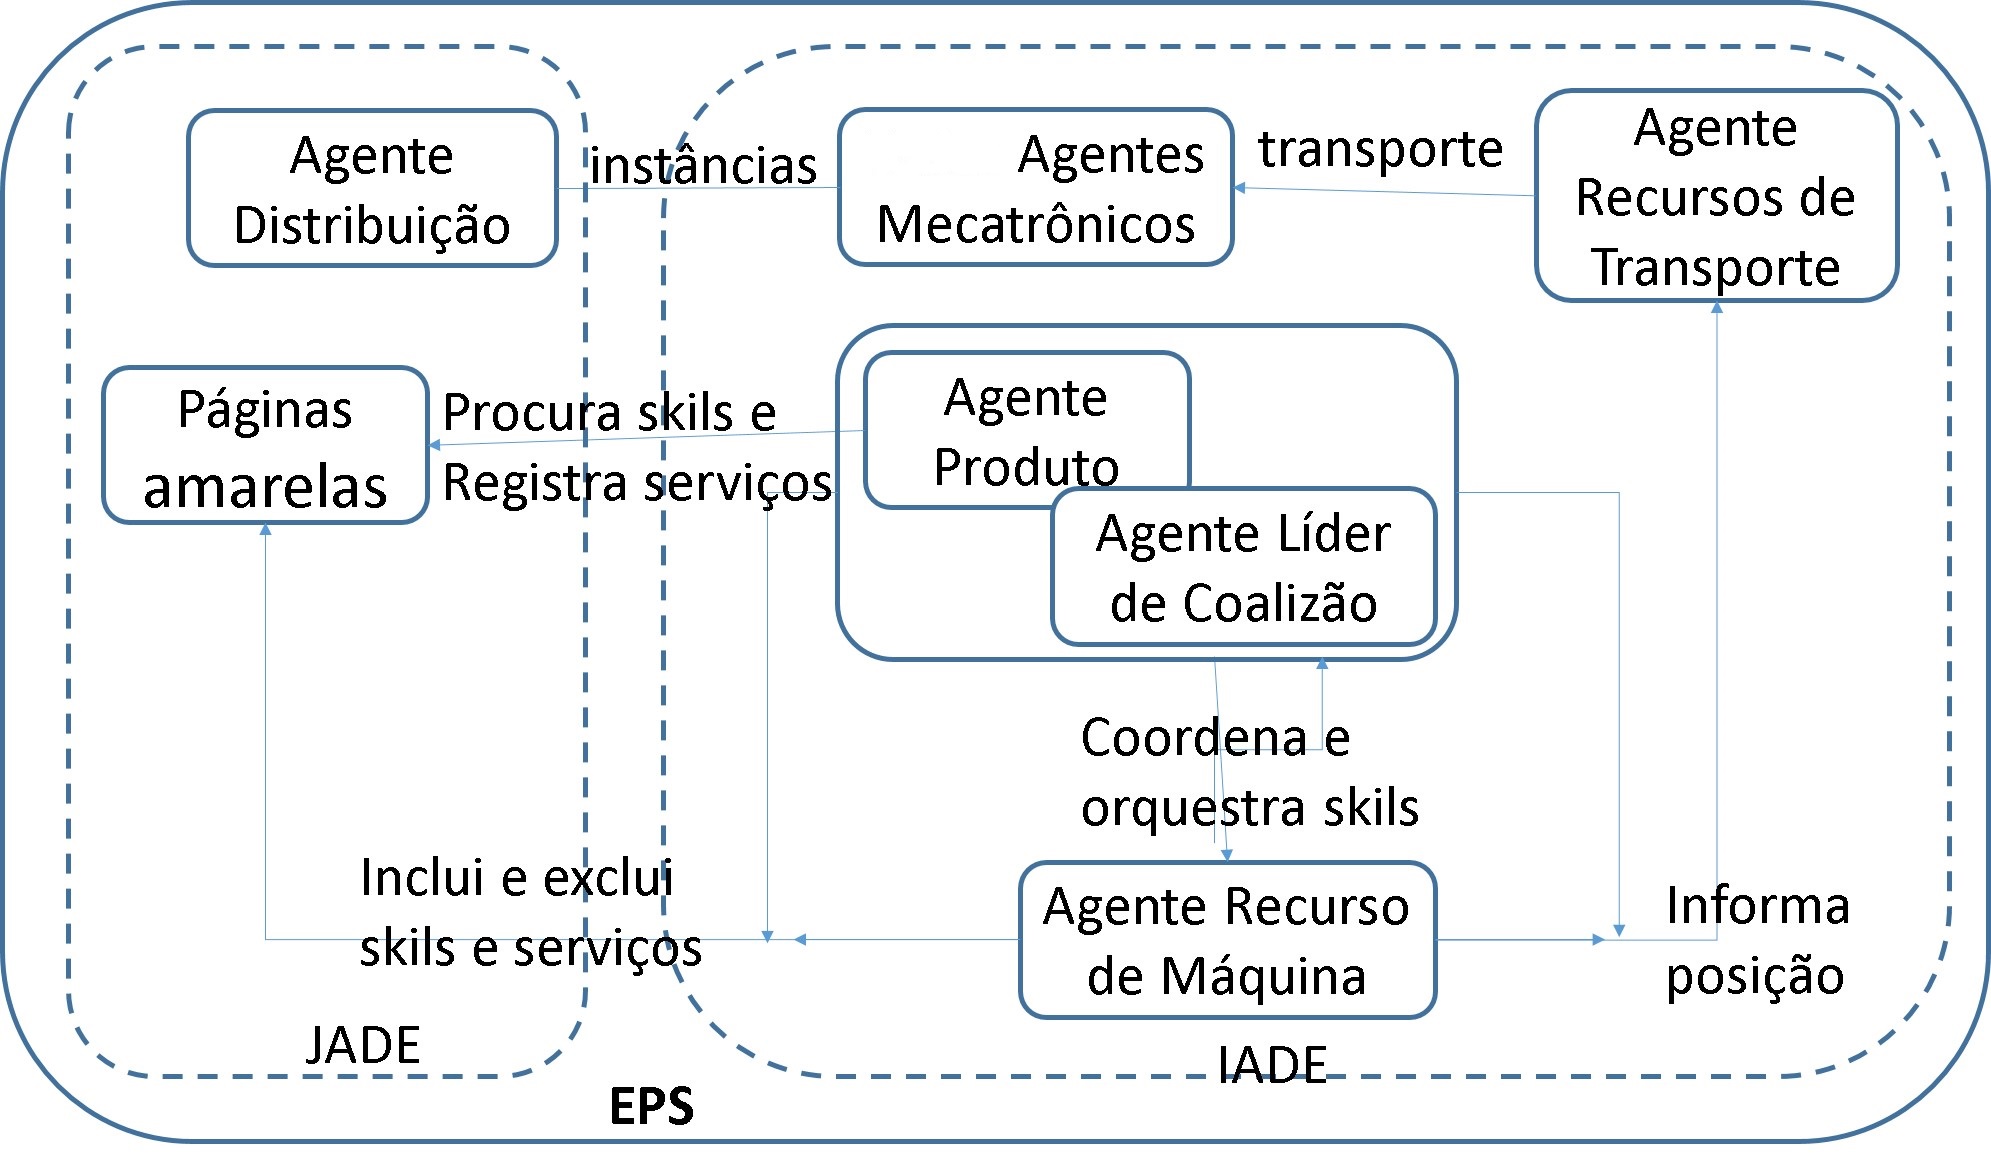 Agente
Distribuição
instâncias
Agentes
Mecatrônicos
transporte
Agente
Recursos de
Transporte
Páginas
amarelas
Procura skils e
Registra serviços
Agente
Produto
Agente Líder
de Coalizão
Coordena e
orquestra skils
Inclui e exclui
skils e serviços
Agente Recurso
de Máquina
Informa
posição
JADE
IADE
EPS